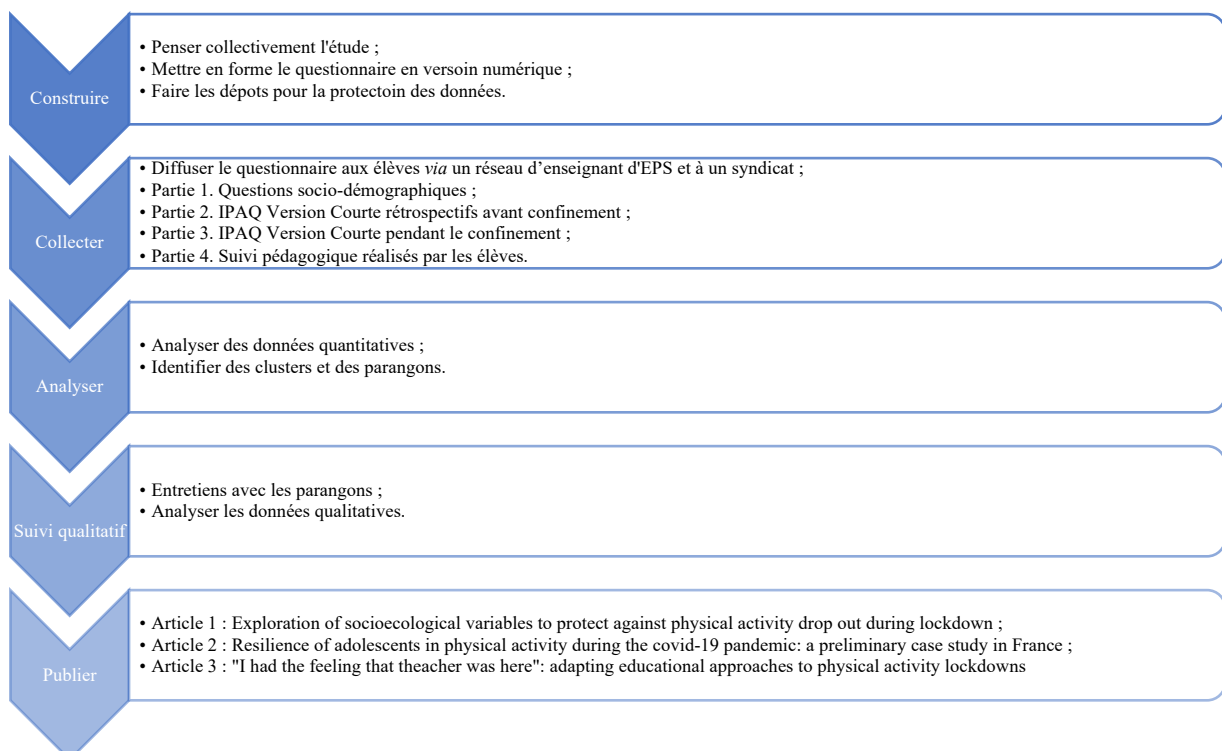 Construire
• Penser collectivement l'étude ;
• Mettre en forme le questionnaire en versoin numérique ;
• Faire les dépots pour la protectoin des données.
Collecter
• Diffuser le questionnaire aux élèves via un réseau d’enseignant d'EPS et à un syndicat ;
• Partie 1. Questions socio-démographiques ;
• Partie 2. IPAQ Version Courte rétrospectifs avant confinement ;
• Partie 3. IPAQ Version Courte pendant le confinement ;
• Partie 4. Suivi pédagogique réalisés par les élèves.
Analyser
• Analyser des données quantitatives ;
• Identifier des clusters et des parangons.
Suivi qualitatif
• Entretiens avec les parangons ;
• Analyser les données qualitatives.
Publier
• Article 1 : Exploration of socioecological variables to protect against physical activity drop out during lockdown ;
• Article 2 : Resilience of adolescents in physical activity during the covid-19 pandemic: a preliminary case study in France ;
• Article 3 : "I had the feeling that theacher was here": adapting educational approaches to physical activity lockdowns